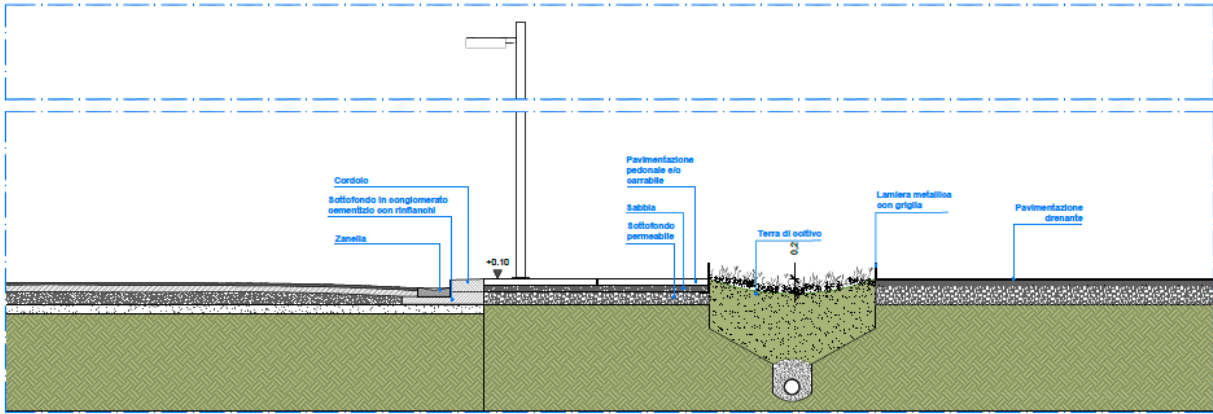 Cordolo
Sottofondo in conglomerato
cementizio con rinfianchi
Zanella
+0.10
Pavimentazione
pedonale e/o
carrabile
Sabbia
Sottofondo
permeabile
Terra di coltivo
0.2
Lamiera metallica
con griglia
Pavimentazione
drenante